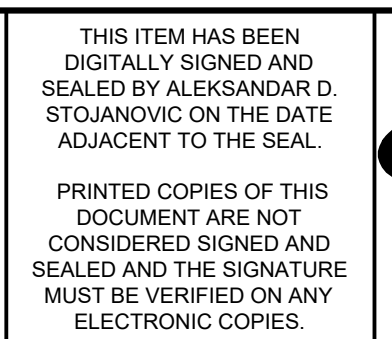 THIS ITEM HAS BEEN
DIGITALLY SIGNED AND
SEALED BY ALEKSANDAR D.
STOJANOVIC ON THE DATE
ADJACENT TO THE SEAL.
PRINTED COPIES OF THIS
DOCUMENT ARE NOT
CONSIDERED SIGNED AND
SEALED AND THE SIGNATURE
MUST BE VERIFIED ON ANY
ELECTRONIC COPIES.